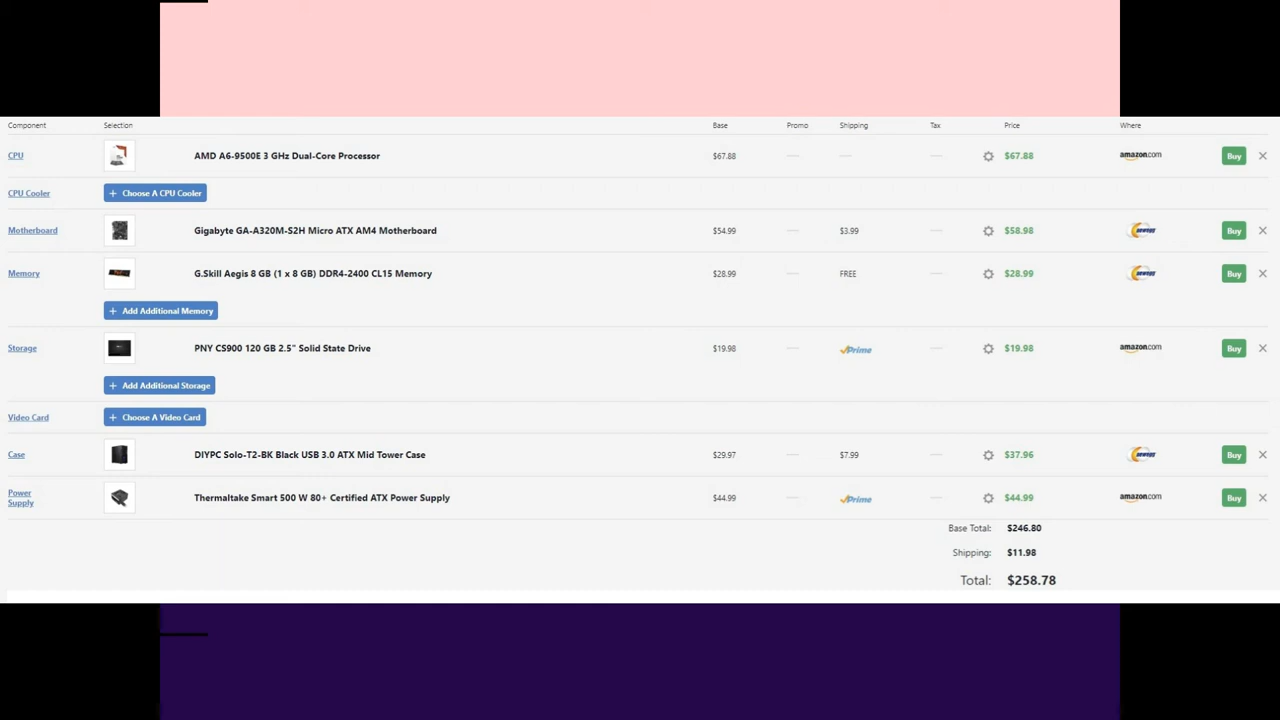 Component Selection Base Promo Shipping Tax Price Where
CPU AMD A6-9500E 3 GHz Dual-Core Processor $67.88 — — — $67.88 amazon.com Buy
CPU Cooler + Choose A CPU Cooler
Motherboard Gigabyte GA-A320M-S2H Micro ATX AM4 Motherboard $54.99 — $3.99 — $58.98 newegg Buy
Memory G.Skill Aegis 8 GB (1 x 8 GB) DDR4-2400 CL15 Memory $28.99 — FREE — $28.99 newegg Buy
+ Add Additional Memory
Storage PNY CS900 120 GB 2.5" Solid State Drive $19.98 — Prime — $19.98 amazon.com Buy
+ Add Additional Storage
Video Card + Choose A Video Card
Case DIYPC Solo-T2-BK Black USB 3.0 ATX Mid Tower Case $29.97 — $7.99 — $37.96 newegg Buy
Power Supply Thermaltake Smart 500 W 80+ Certified ATX Power Supply $44.99 — Prime — $44.99 amazon.com Buy
Base Total: $246.80
Shipping: $11.98
Total: $258.78